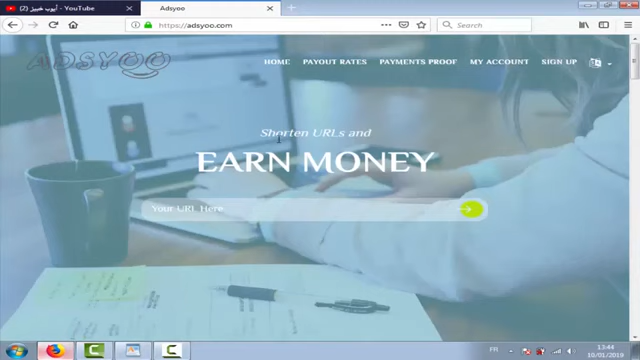 أيوب خبيز - YouTube (2)
Adsyoo
https://adsyoo.com
Search
ADSYOO
HOME
PAYOUT RATES
PAYMENTS PROOF
MY ACCOUNT
SIGN UP
Shorten URLs and
EARN MONEY
Your URL Here
FR
13:44
10/01/2019